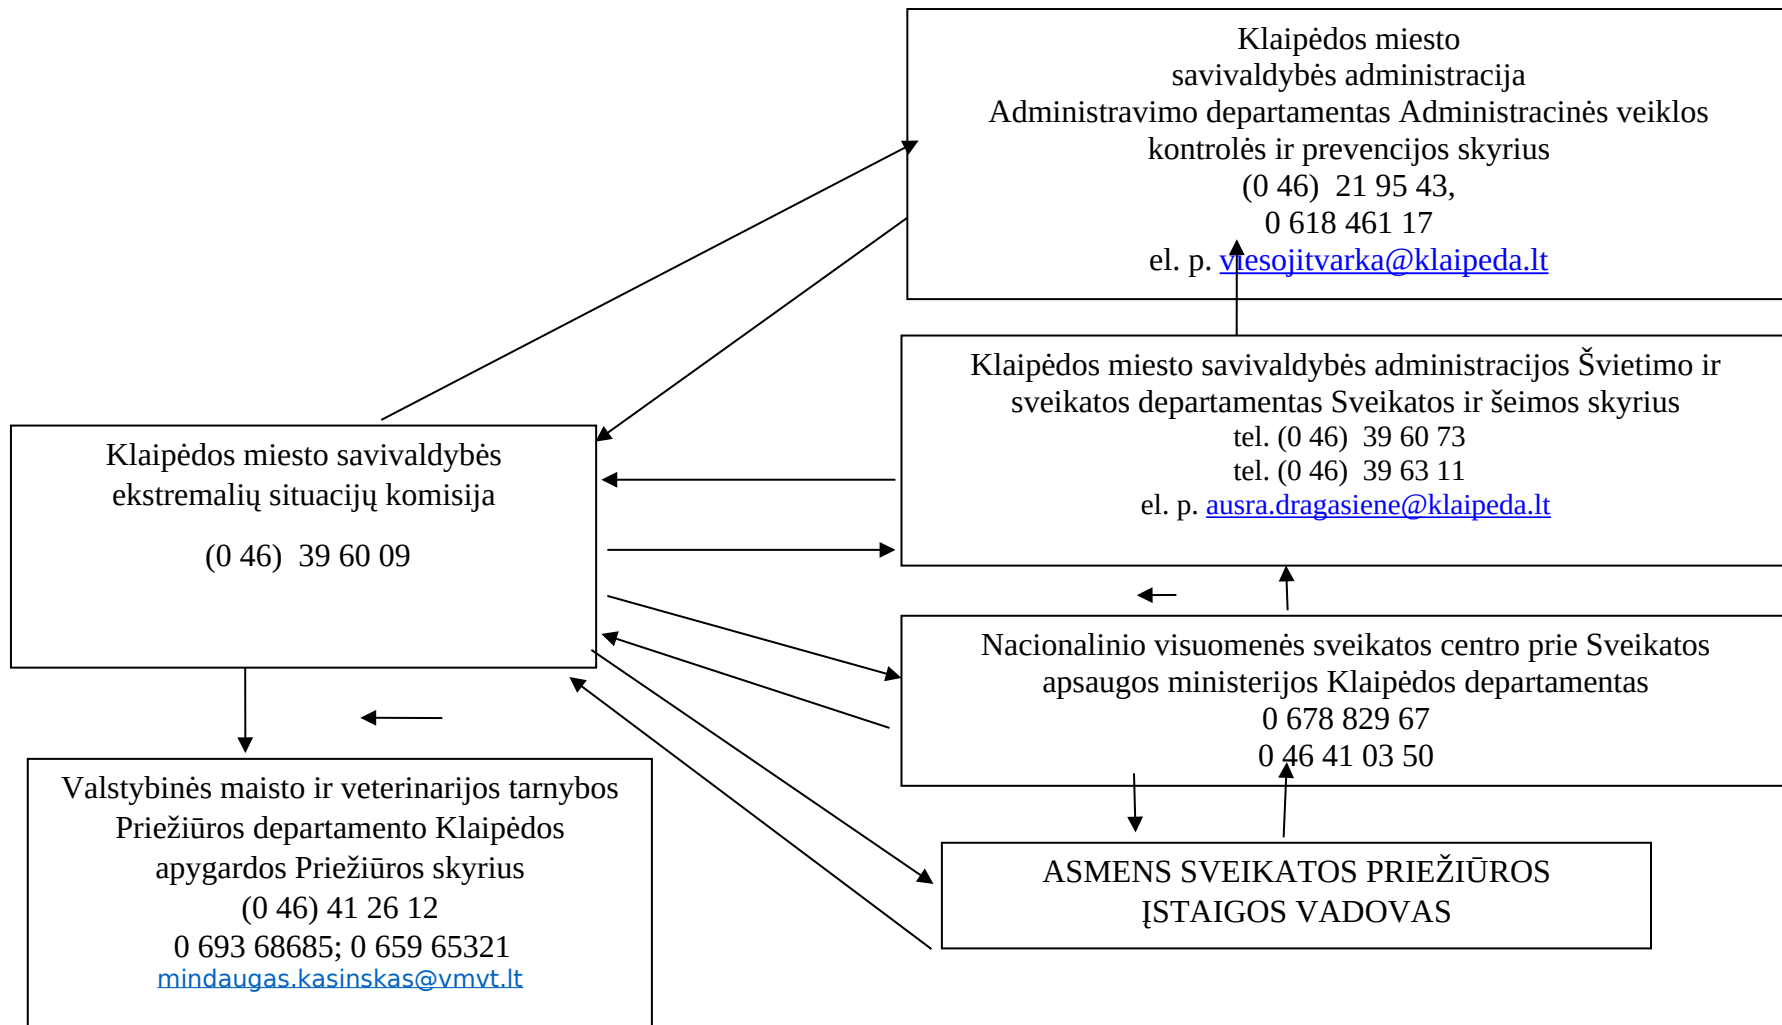 Klaipėdos miesto
savivaldybės administracija
Administravimo departamentas Administracinės veiklos
kontrolės ir prevencijos skyrius
(0 46)  21 95 43,
0 618 461 17
el. p. viesojitvarka@klaipeda.lt
Klaipėdos miesto savivaldybės administracijos Švietimo ir
sveikatos departamentas Sveikatos ir šeimos skyrius
tel. (0 46)  39 60 73
tel. (0 46)  39 63 11
el. p. ausra.dragasiene@klaipeda.lt
Klaipėdos miesto savivaldybės
ekstremalių situacijų komisija
(0 46)  39 60 09
Nacionalinio visuomenės sveikatos centro prie Sveikatos
apsaugos ministerijos Klaipėdos departamentas
0 678 829 67
0 46 41 03 50
Valstybinės maisto ir veterinarijos tarnybos
Priežiūros departamento Klaipėdos
apygardos Priežiūros skyrius
(0 46) 41 26 12
0 693 68685; 0 659 65321
mindaugas.kasinskas@vmvt.lt
ASMENS SVEIKATOS PRIEŽIŪROS
ĮSTAIGOS VADOVAS